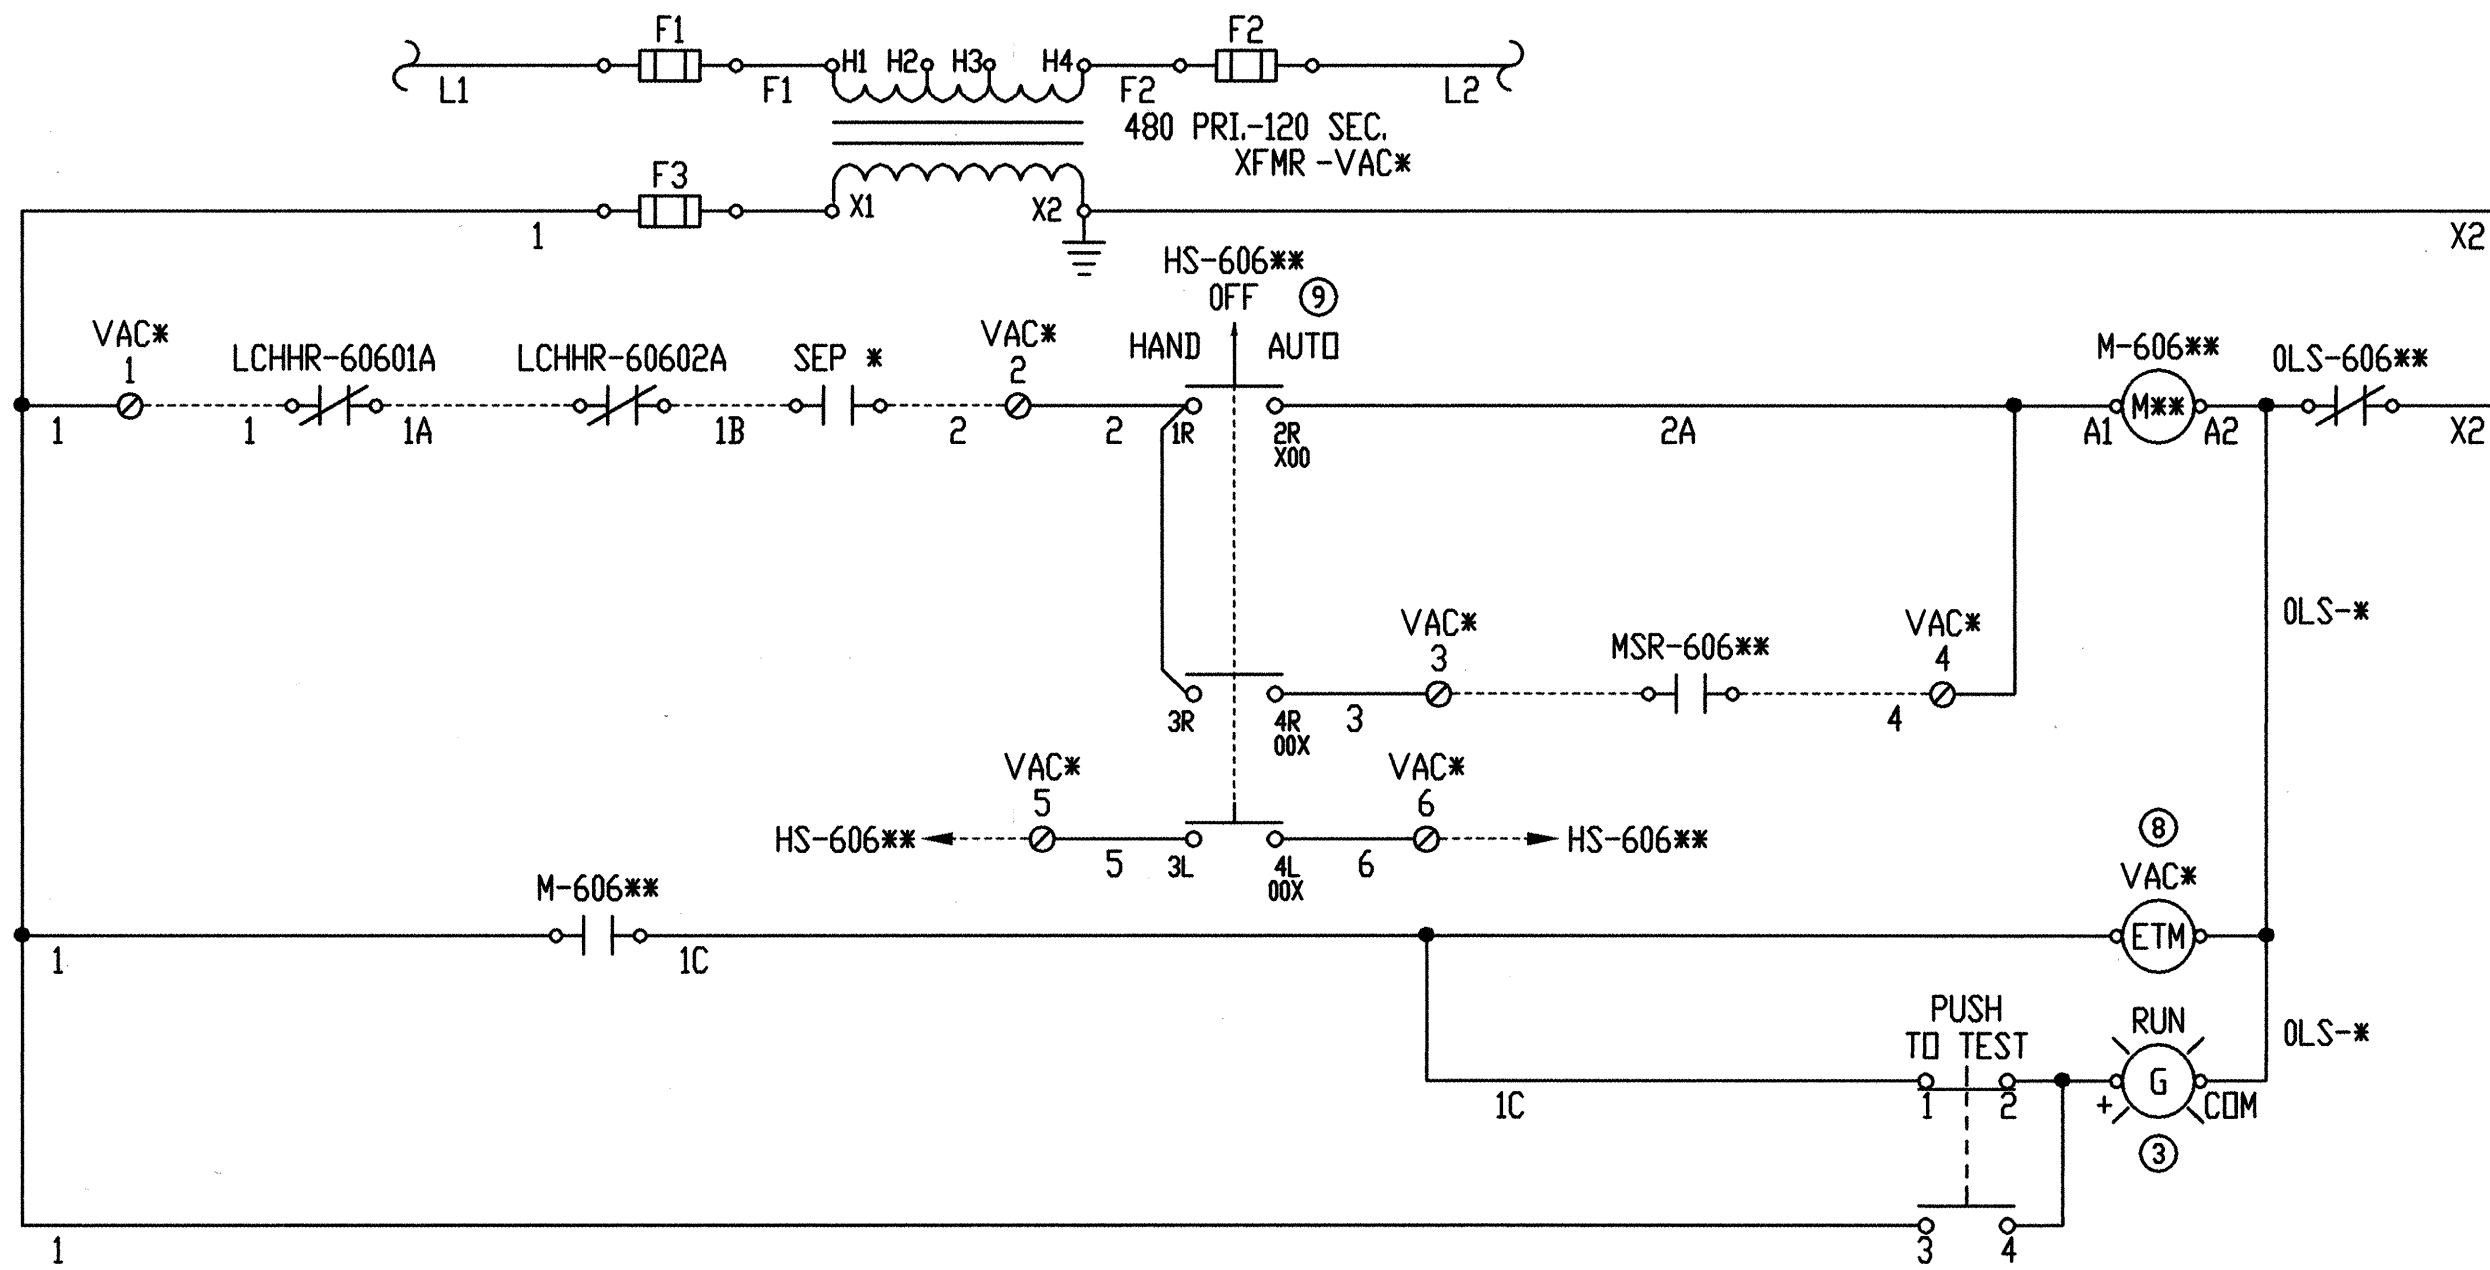 F1
F2
H1 H2 H3 H4
L1 F1 F2 L2
480 PRI.-120 SEC.
XFMR -VAC*
F3
X1 X2
1 X2
HS-606**
OFF 9
HAND AUTO
VAC*
1
LCHHR-60601A
LCHHR-60602A
SEP *
VAC*
2
M-606**
OLS-606**
M**
1 1 1A 1B 2 2 1R 2R 2A A1 A2 X2
X00
OLS-*
VAC*
3
MSR-606**
VAC*
4
3R 4R 3 4
00X
VAC*
5
VAC*
6
HS-606** HS-606**
5 3L 4L 6
00X
8
VAC*
M-606**
ETM
1 1C
PUSH
TO TEST
RUN
OLS-*
G
1C 1 2 + COM
3
1 3 4